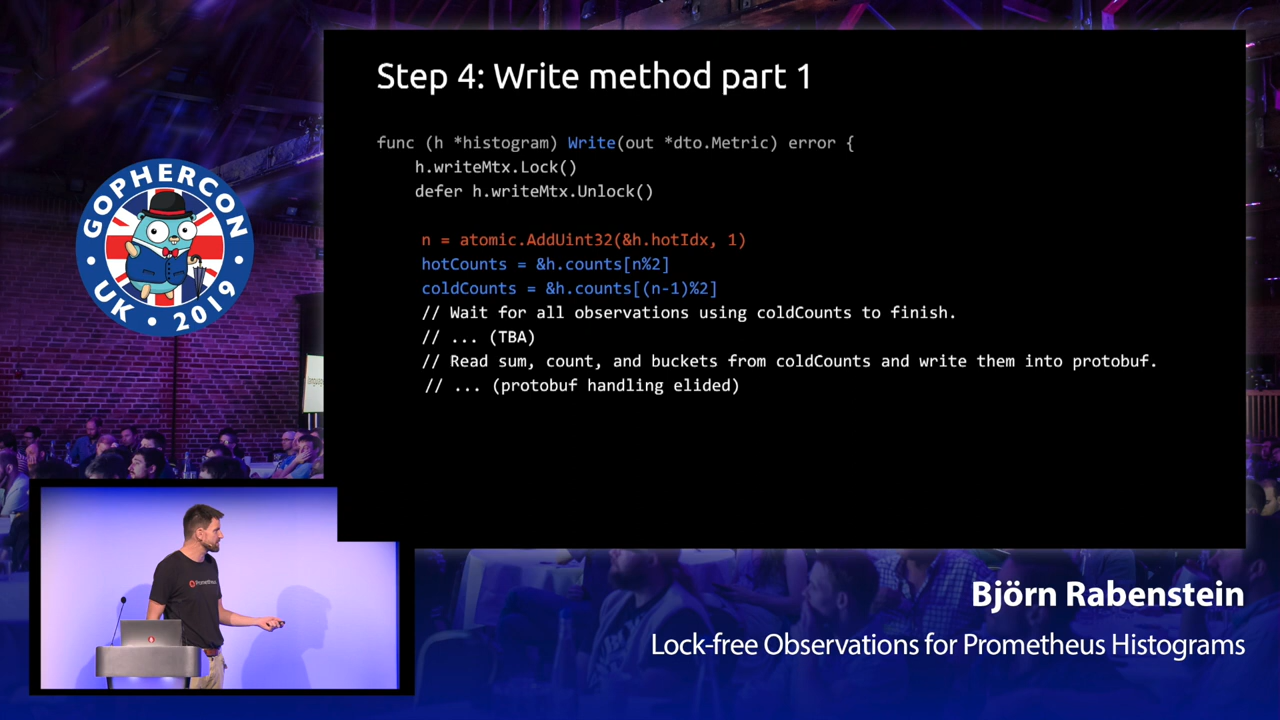 Step 4: Write method part 1
func (h *histogram) Write(out *dto.Metric) error {
h.writeMtx.Lock()
defer h.writeMtx.Unlock()
n = atomic.AddUint32(&h.hotIdx, 1)
hotCounts = &h.counts[n%2]
coldCounts = &h.counts[(n-1)%2]
// Wait for all observations using coldCounts to finish.
// ... (TBA)
// Read sum, count, and buckets from coldCounts and write them into protobuf.
// ... (protobuf handling elided)
GOPHERCON
UK • 2019
Prometheus
Björn Rabenstein
Lock-free Observations for Prometheus Histograms